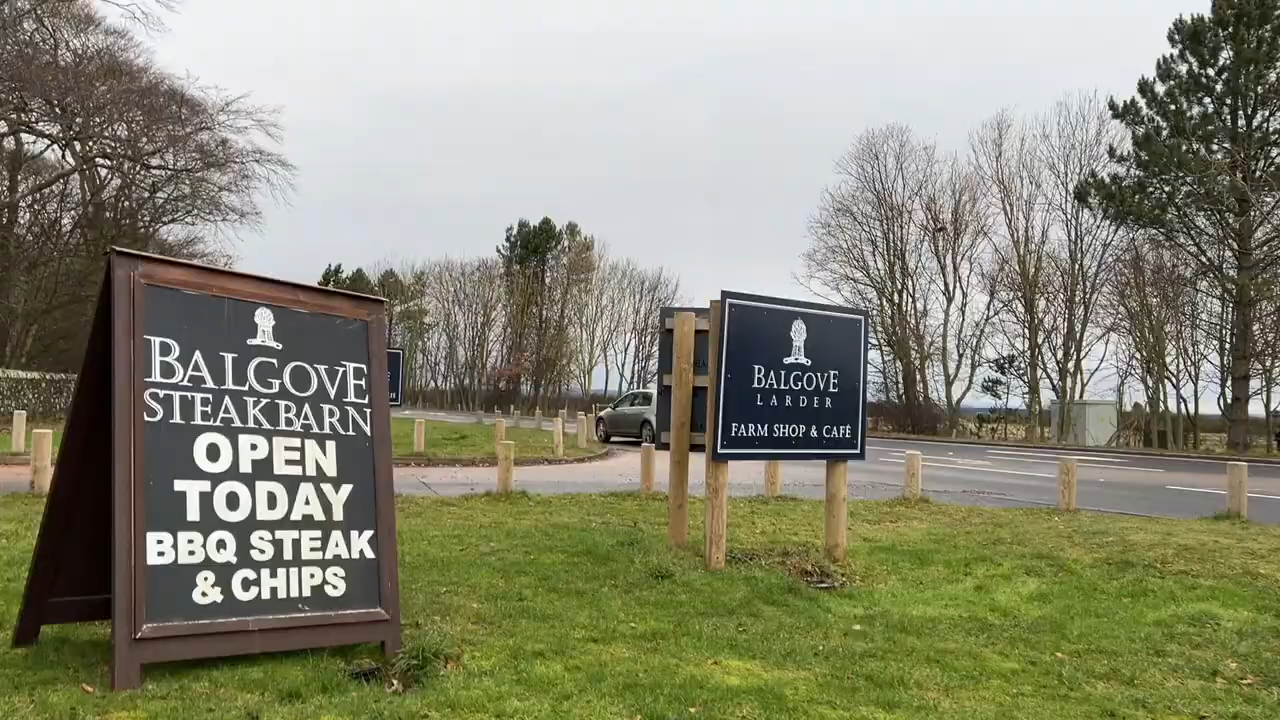 BALGOVE
STEAKBARN
OPEN
TODAY
BBQ STEAK
& CHIPS
BALGOVE
LARDER
FARM SHOP & CAFÉ